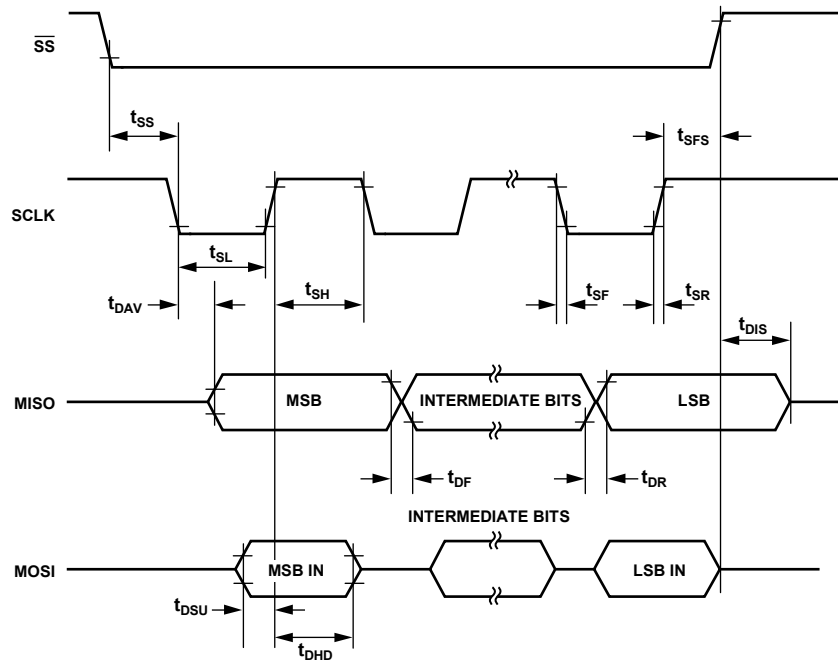 SS
tSS
tSFS
SCLK
tSL
tSH
tSF
tSR
tDAV
tDIS
MISO
MSB
INTERMEDIATE BITS
LSB
tDF
tDR
INTERMEDIATE BITS
MOSI
MSB IN
LSB IN
tDSU
tDHD